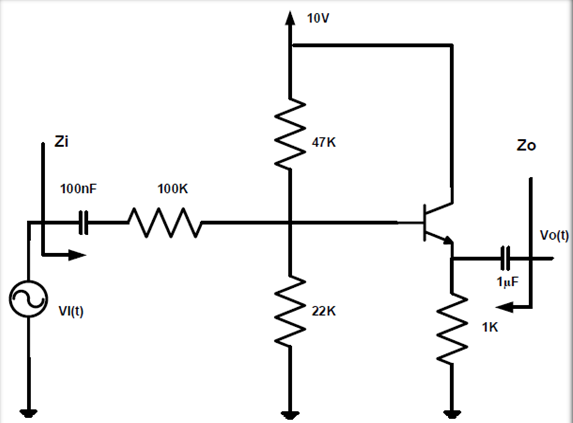 10V
47K
Zi
Zo
100nF
100K
Vo(t)
1µF
VI(t)
22K
1K